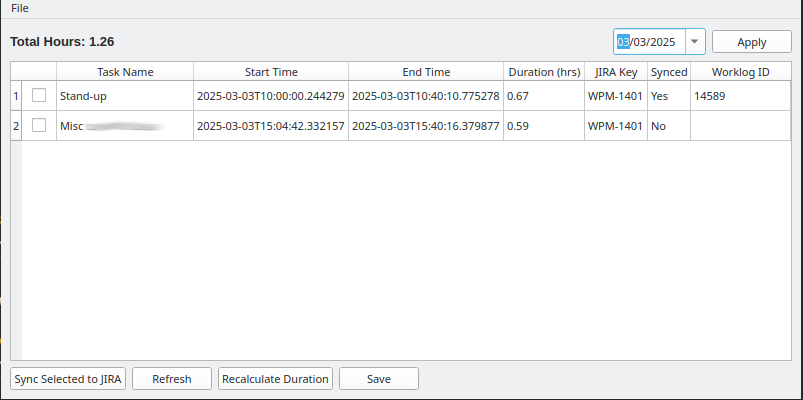 File
Total Hours: 1.26 03/03/2025 Apply
Task Name Start Time End Time Duration (hrs) JIRA Key Synced Worklog ID
1 Stand-up 2025-03-03T10:00:00.244279 2025-03-03T10:40:10.775278 0.67 WPM-1401 Yes 14589
2 Misc 2025-03-03T15:04:42.332157 2025-03-03T15:40:16.379877 0.59 WPM-1401 No
Sync Selected to JIRA Refresh Recalculate Duration Save